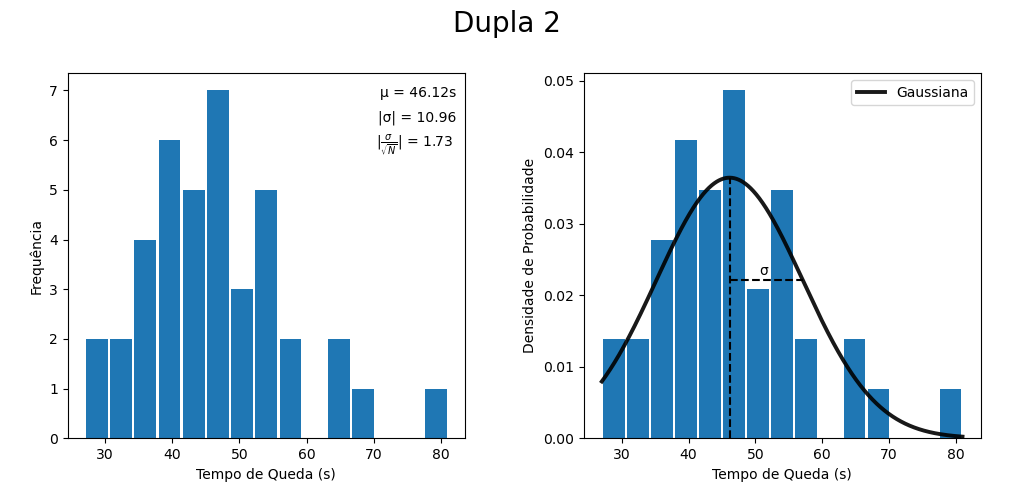 Dupla 2
7
6
5
4
3
2
1
0
Frequência
μ = 46.12s
|σ| = 10.96
|σ/√N| = 1.73
30 40 50 60 70 80
Tempo de Queda (s)
0.05
0.04
0.03
0.02
0.01
0.00
Densidade de Probabilidade
Gaussiana
σ
30 40 50 60 70 80
Tempo de Queda (s)